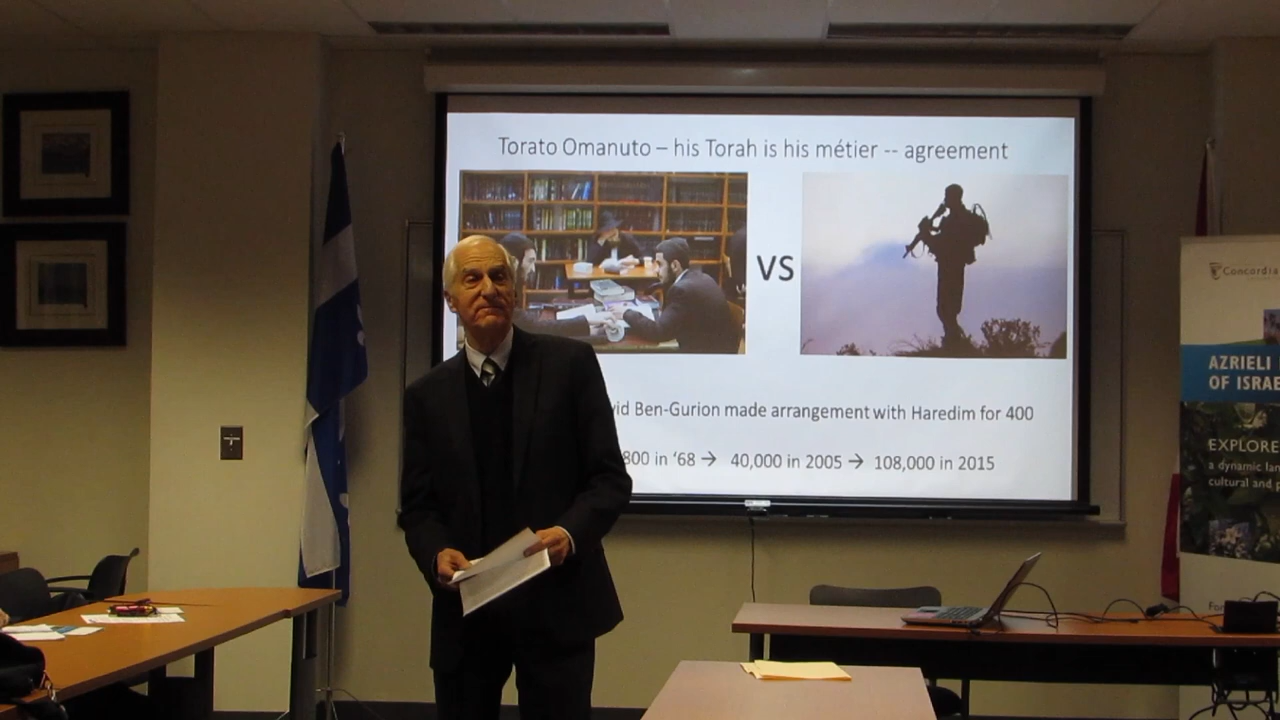 Torato Omanuto – his Torah is his métier -- agreement
VS
vid Ben-Gurion made arrangement with Haredim for 400
800 in ‘68 → 40,000 in 2005 → 108,000 in 2015
Concordia
AZRIELI
OF ISRAE
EXPLORE
a dynamic lan
cultural and p